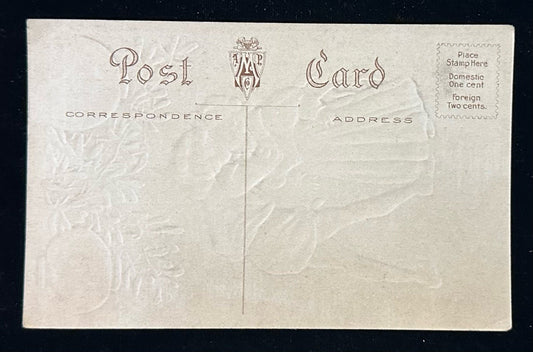 Post Card
Place
Stamp Here
Domestic
One cent
Foreign
Two cents.
CORRESPONDENCE
ADDRESS